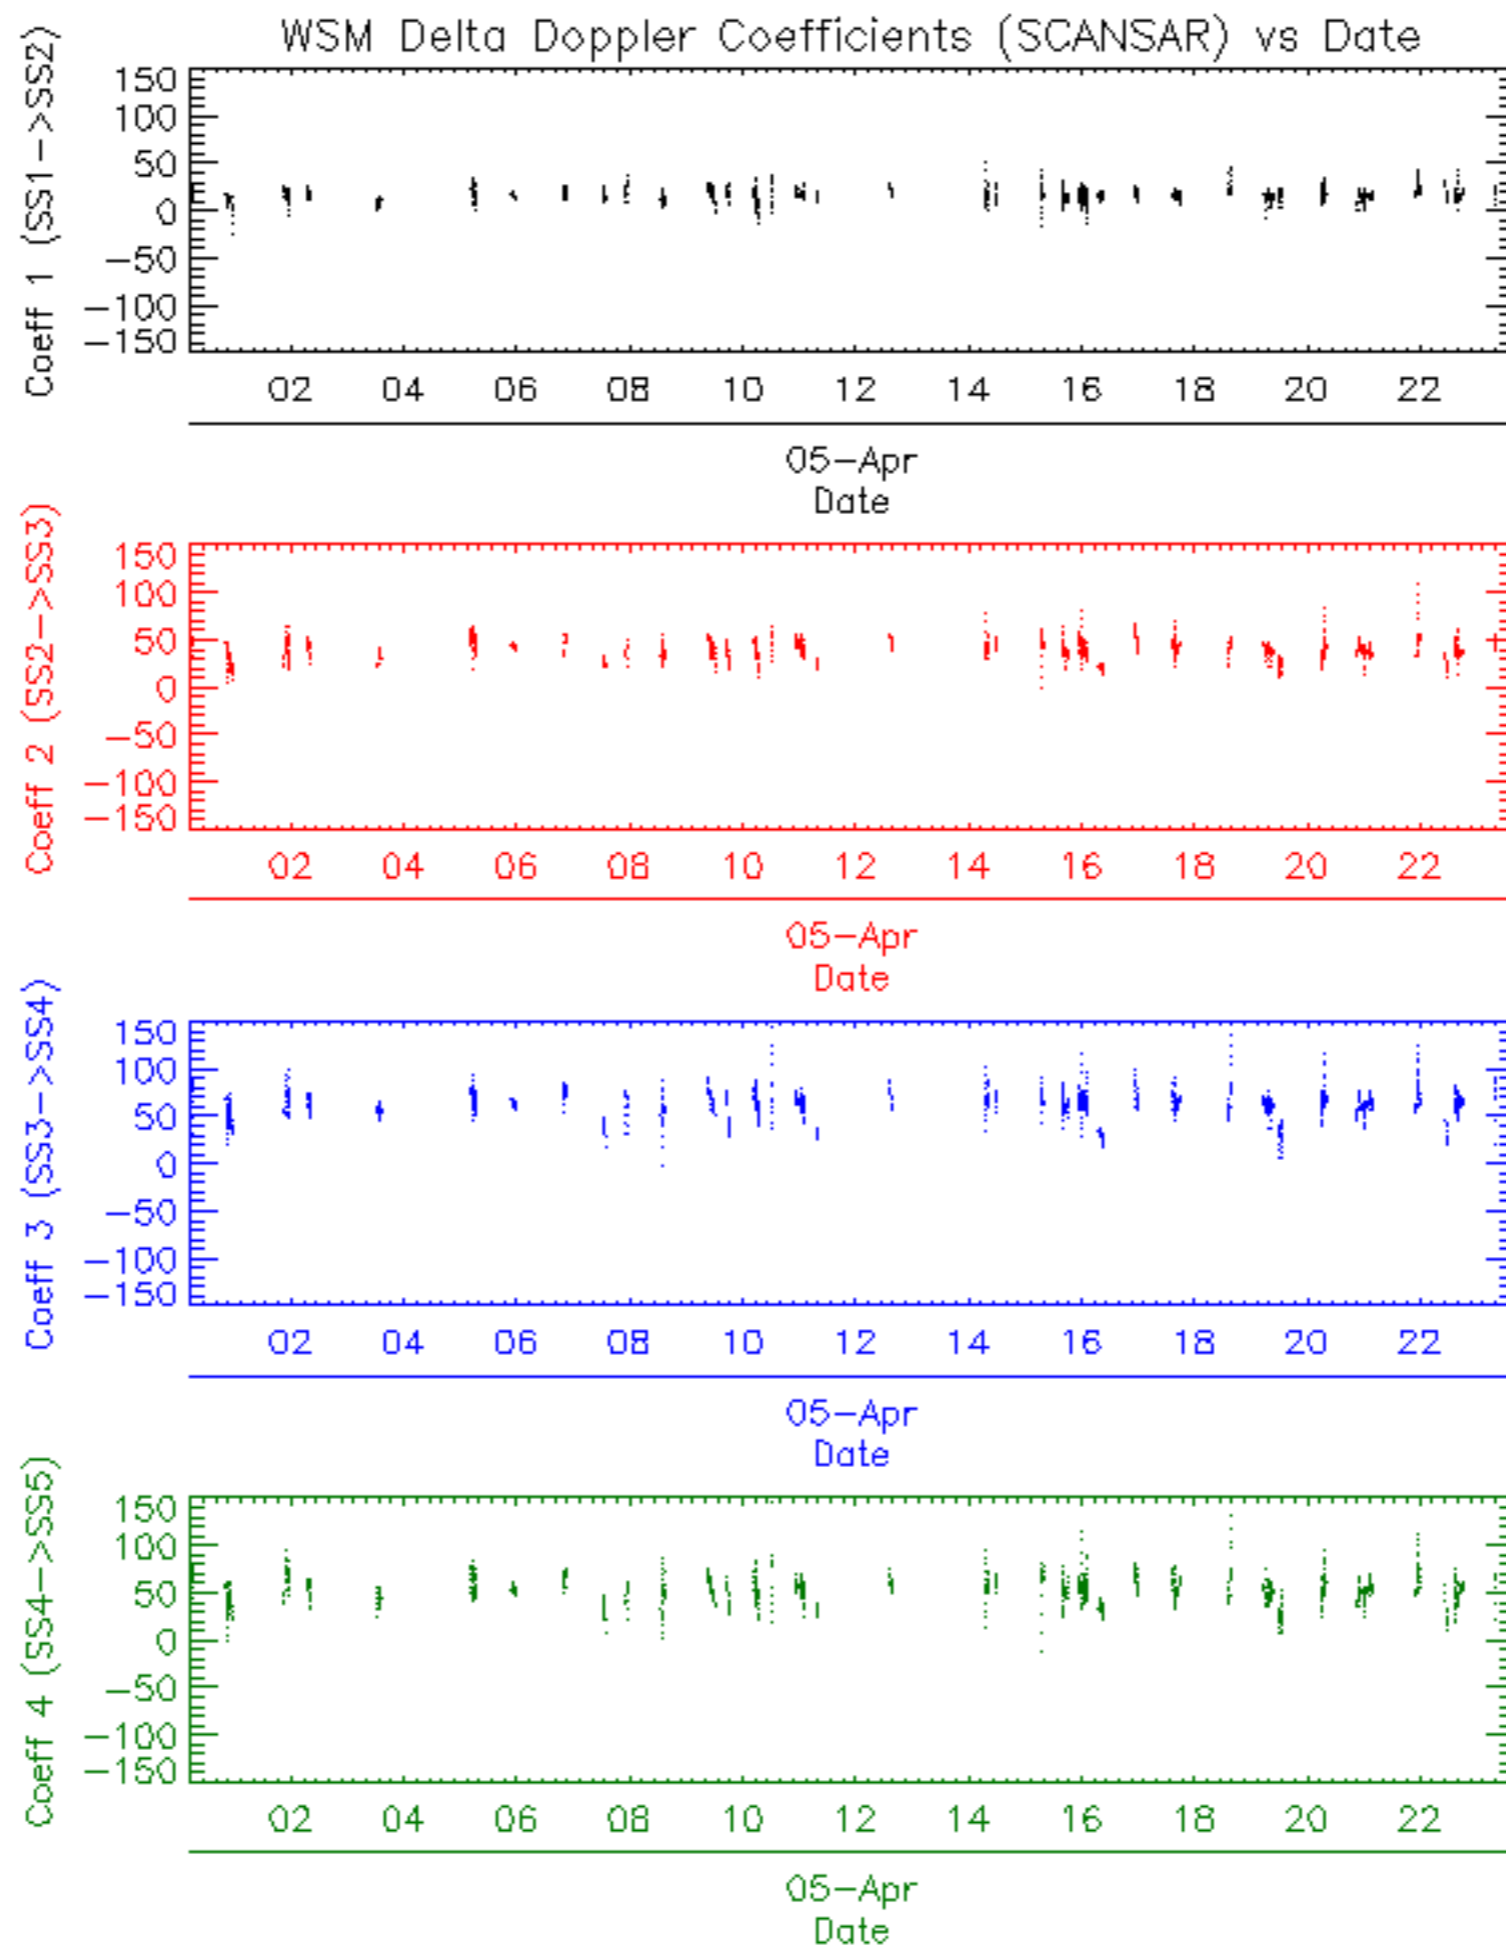 WSM Delta Doppler Coefficients (SCANSAR) vs Date
Coeff 1 (SS1->SS2)
150
100
50
0
-50
-100
-150
02 04 06 08 10 12 14 16 18 20 22
05-Apr
Date
Coeff 2 (SS2->SS3)
150
100
50
0
-50
-100
-150
02 04 06 08 10 12 14 16 18 20 22
05-Apr
Date
Coeff 3 (SS3->SS4)
150
100
50
0
-50
-100
-150
02 04 06 08 10 12 14 16 18 20 22
05-Apr
Date
Coeff 4 (SS4->SS5)
150
100
50
0
-50
-100
-150
02 04 06 08 10 12 14 16 18 20 22
05-Apr
Date